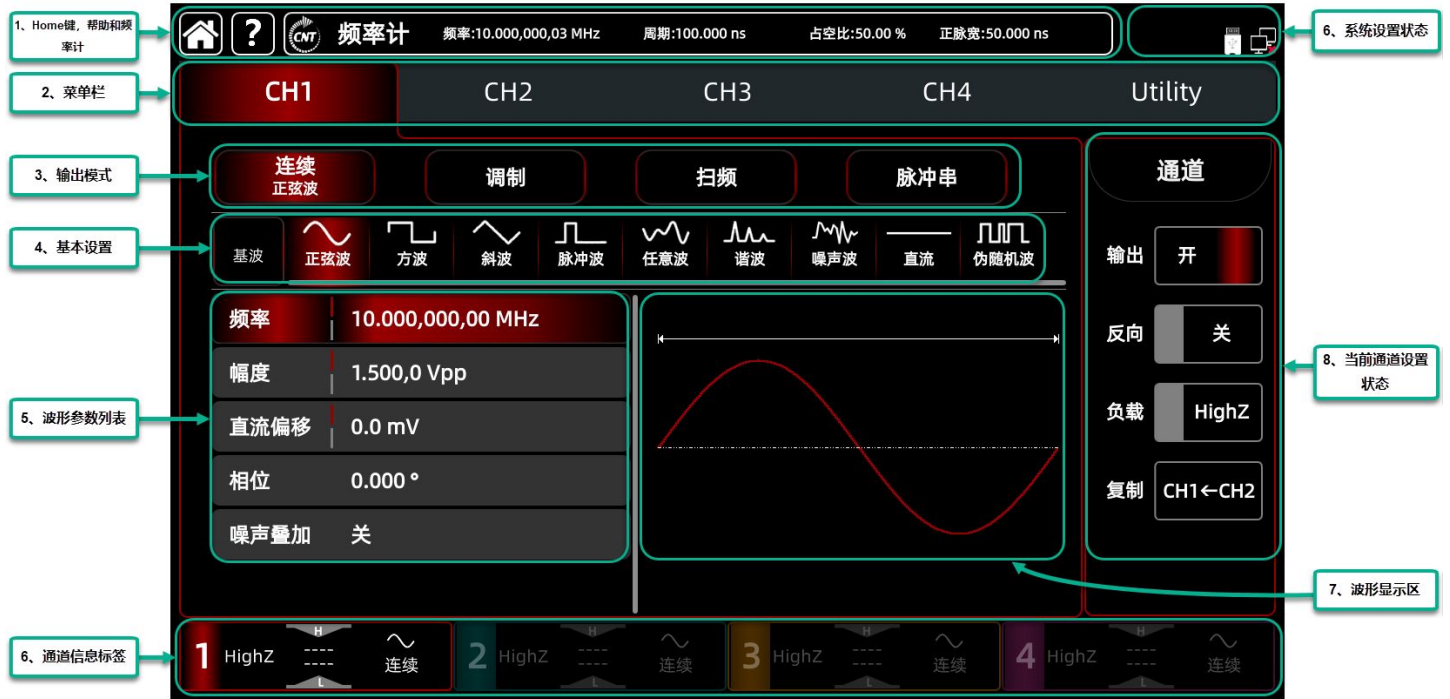 1、Home键，帮助和频
率计
?
CNT
频率计
频率:10.000,000,03 MHz
周期:100.000 ns
占空比:50.00 %
正脉宽:50.000 ns
6、系统设置状态
2、菜单栏
CH1
CH2
CH3
CH4
Utility
3、输出模式
连续
正弦波
调制
扫频
脉冲串
通道
4、基本设置
基波
正弦波
方波
斜波
脉冲波
任意波
谐波
噪声波
直流
伪随机波
输出
开
5、波形参数列表
频率
10.000,000,00 MHz
幅度
1.500,0 Vpp
直流偏移
0.0 mV
相位
0.000 °
噪声叠加
关
反向
关
负载
HighZ
复制
CH1←CH2
8、当前通道设置
状态
7、波形显示区
6、通道信息标签
1
HighZ
H
----
----
L
连续
2
HighZ
H
----
----
L
连续
3
HighZ
H
----
----
L
连续
4
HighZ
H
----
----
L
连续